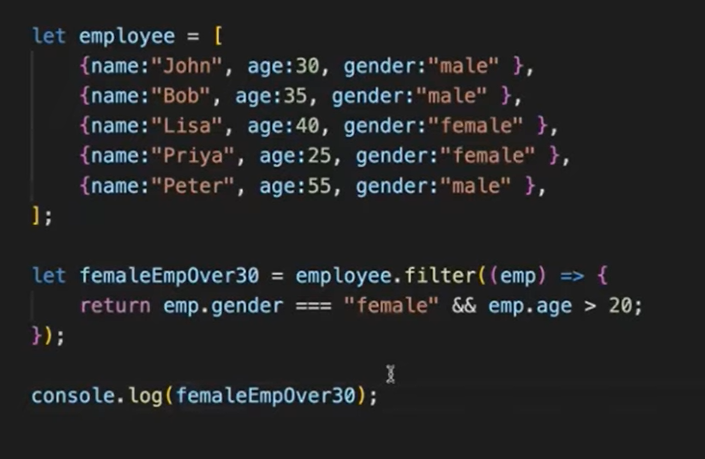 let employee = [
    {name:"John", age:30, gender:"male" },
    {name:"Bob", age:35, gender:"male" },
    {name:"Lisa", age:40, gender:"female" },
    {name:"Priya", age:25, gender:"female" },
    {name:"Peter", age:55, gender:"male" },
];
let femaleEmpOver30 = employee.filter((emp) => {
    return emp.gender === "female" && emp.age > 20;
});
console.log(femaleEmpOver30);